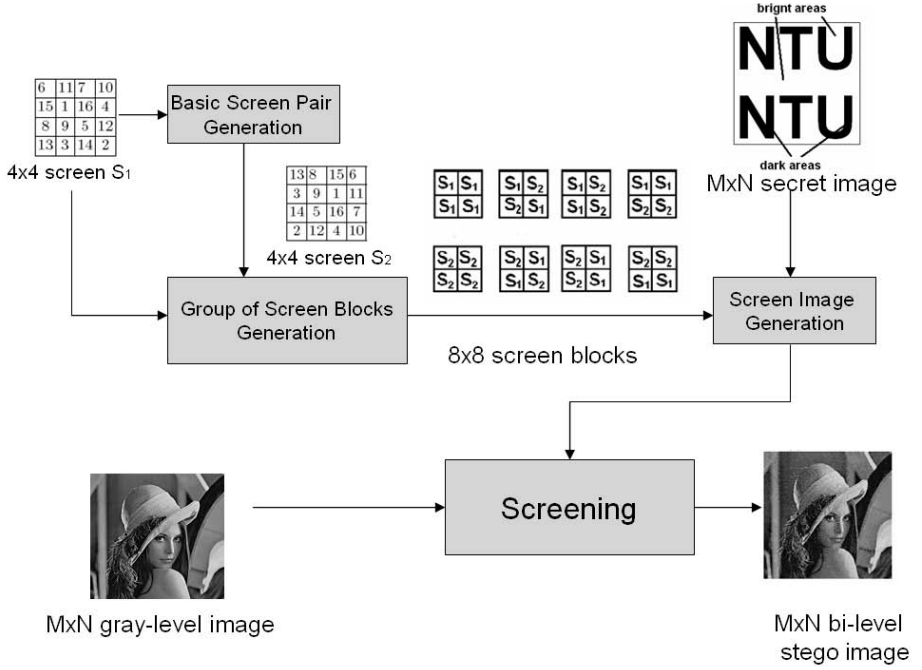 brignt areas
NTU
NTU
dark areas
MxN secret image
6 11 7 10
15 1 16 4
8 9 5 12
13 3 14 2
4x4 screen S1
Basic Screen Pair
Generation
13 8 15 6
3 9 1 11
14 5 16 7
2 12 4 10
4x4 screen S2
S1 S1 S1 S2 S1 S2 S1 S1
S1 S1 S2 S1 S1 S2 S2 S2
S2 S2 S2 S1 S2 S1 S2 S2
S2 S2 S1 S2 S2 S1 S1 S1
Group of Screen Blocks
Generation
8x8 screen blocks
Screen Image
Generation
Screening
MxN gray-level image
MxN bi-level
stego image